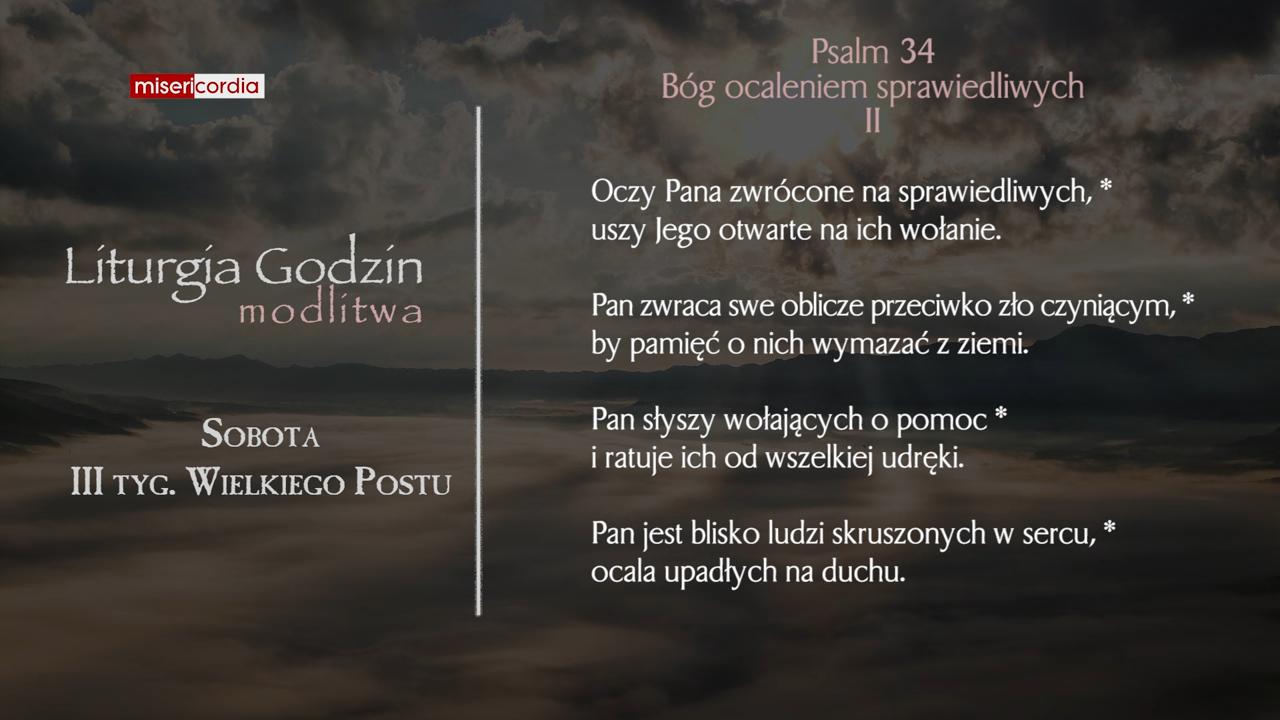 misericordia
Liturgia Godzin
modlitwa
Sobota
III tyg. Wielkiego Postu
Psalm 34
Bóg ocaleniem sprawiedliwych
II
Oczy Pana zwrócone na sprawiedliwych, *
uszy Jego otwarte na ich wołanie.
Pan zwraca swe oblicze przeciwko zło czyniącym, *
by pamięć o nich wymazać z ziemi.
Pan słyszy wołających o pomoc *
i ratuje ich od wszelkiej udręki.
Pan jest blisko ludzi skruszonych w sercu, *
ocala upadłych na duchu.